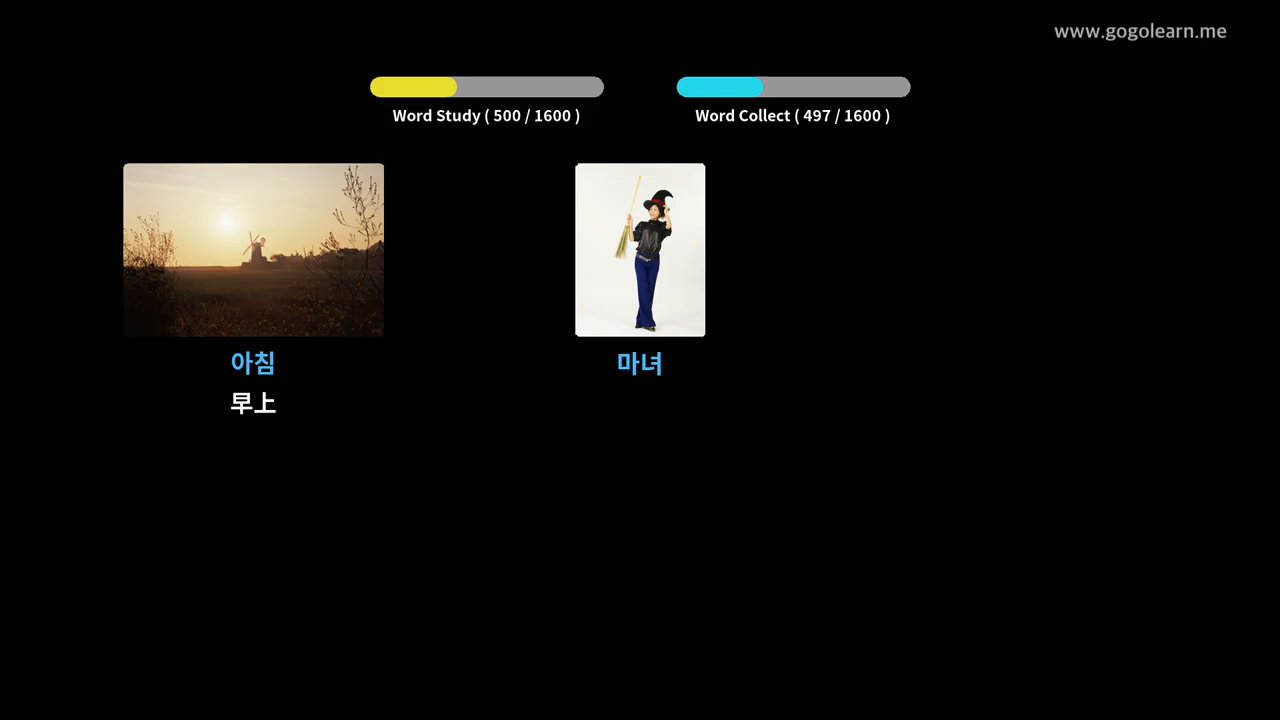 www.gogolearn.me
Word Study ( 500 / 1600 )
Word Collect ( 497 / 1600 )
아침
마녀
早上